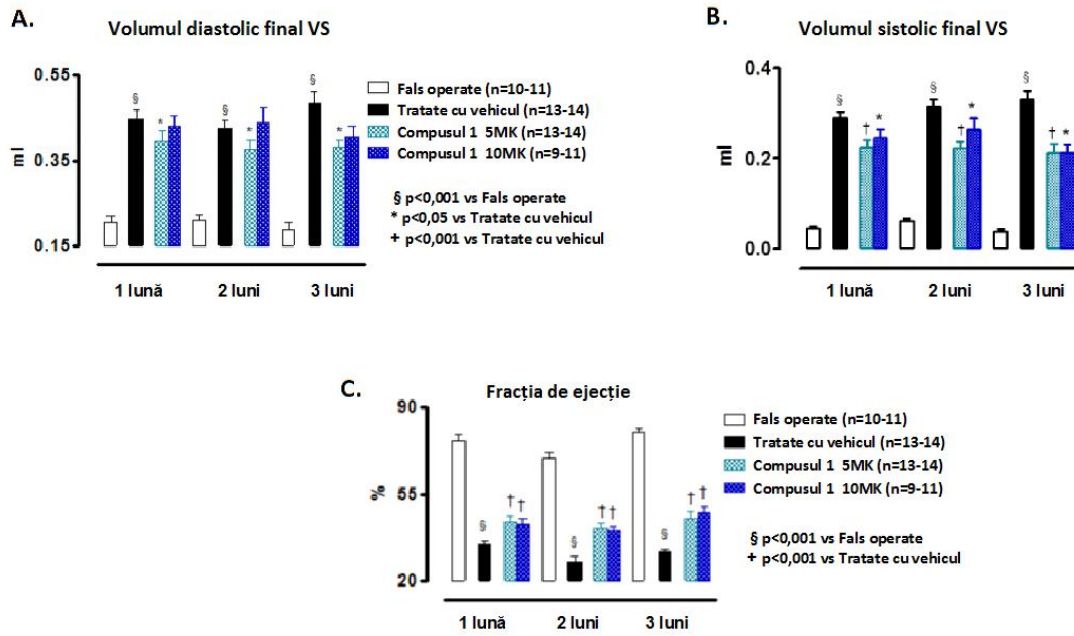 A.
Volumul diastolic final VS
0.55
0.35
0.15
ml
§
*
§
*
§
*
1 lună
2 luni
3 luni
Fals operate (n=10-11)
Tratate cu vehicul (n=13-14)
Compusul 1 5MK (n=13-14)
Compusul 1 10MK (n=9-11)
§ p<0,001 vs Fals operate
* p<0,05 vs Tratate cu vehicul
+ p<0,001 vs Tratate cu vehicul
B.
Volumul sistolic final VS
0.4
0.2
0.0
ml
§
†
*
§
†
*
§
†
*
1 lună
2 luni
3 luni
C.
Fracția de ejecție
90
55
20
%
§
††
§
††
§
††
1 lună
2 luni
3 luni
Fals operate (n=10-11)
Tratate cu vehicul (n=13-14)
Compusul 1 5MK (n=13-14)
Compusul 1 10MK (n=9-11)
§ p<0,001 vs Fals operate
+ p<0,001 vs Tratate cu vehicul